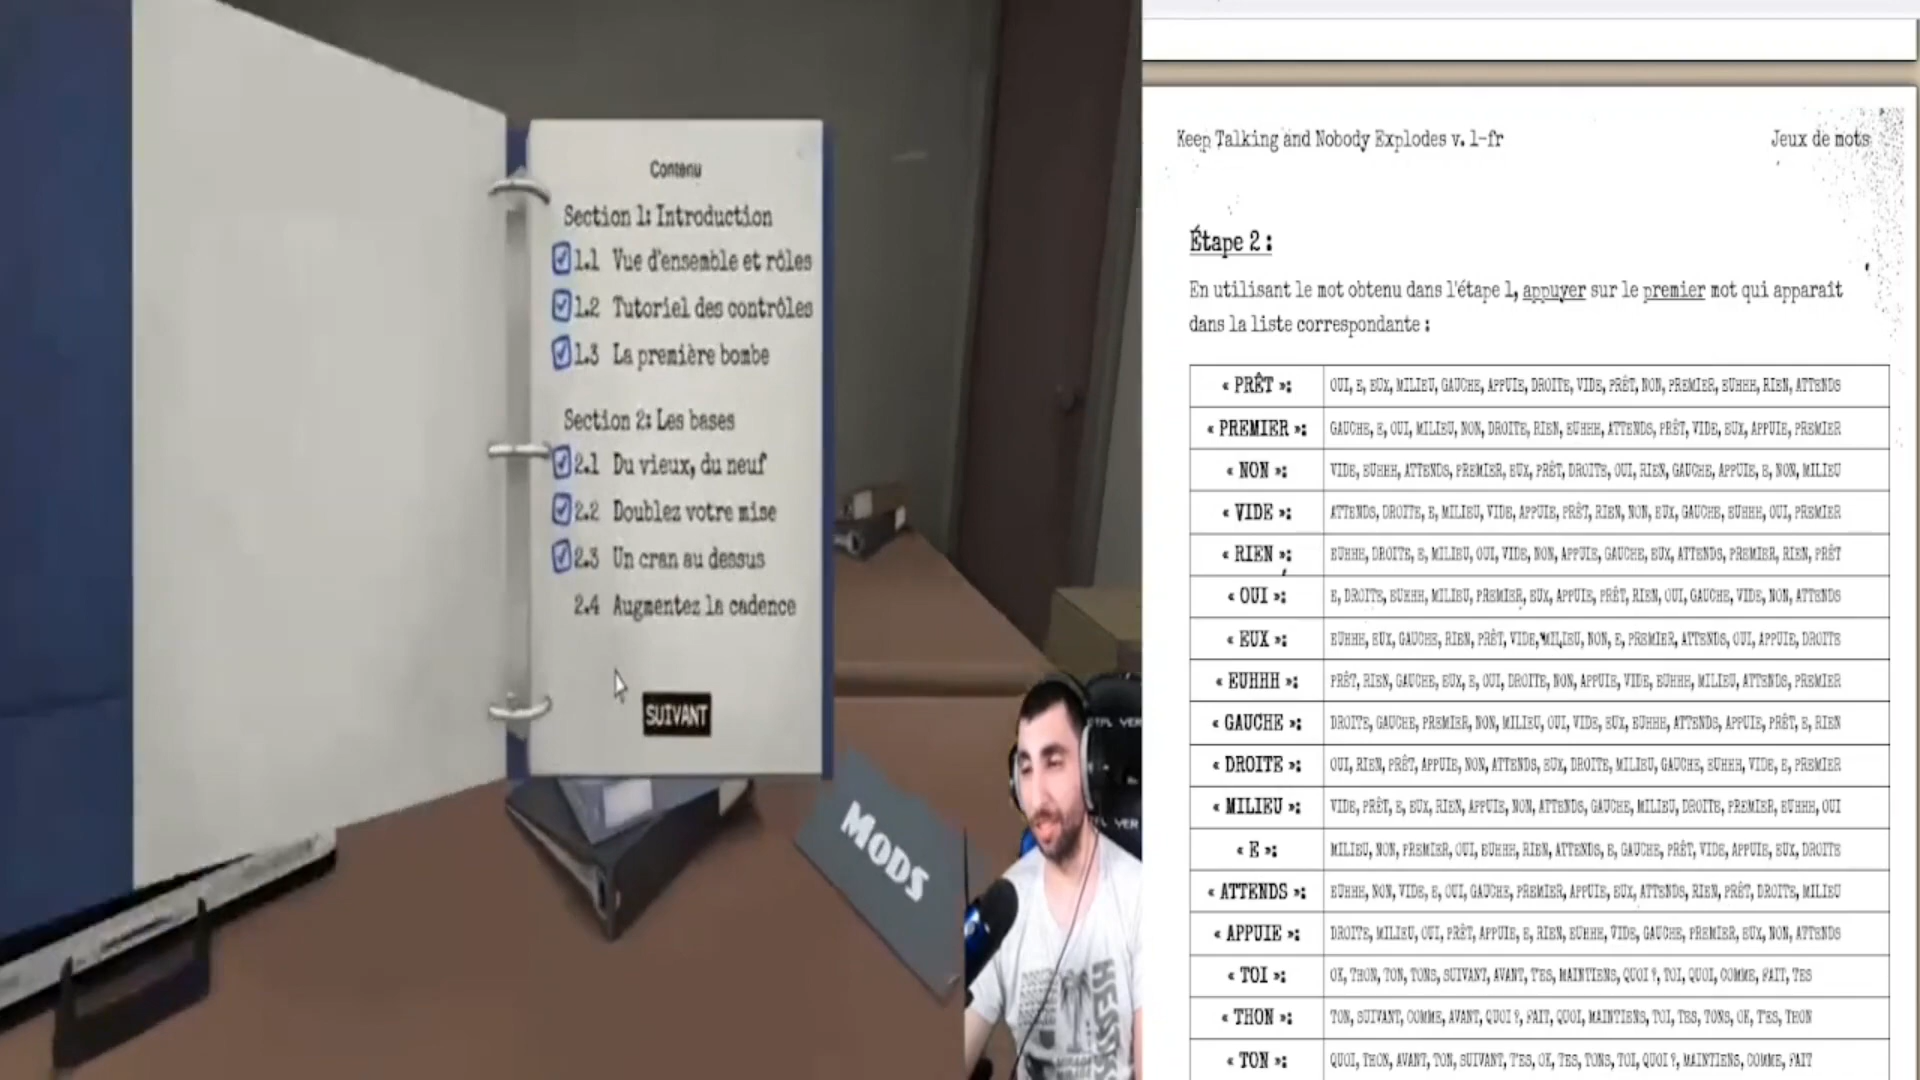 Contenu
Section 1: Introduction
1.1 Vue d'ensemble et rôles
1.2 Tutoriel des contrôles
1.3 La première bombe
Section 2: Les bases
2.1 Du vieux, du neuf
2.2 Doublez votre mise
2.3 Un cran au dessus
2.4 Augmentez la cadence
SUIVANT
MODS
Keep Talking and Nobody Explodes v. 1-fr
Jeux de mots
Étape 2 :
En utilisant le mot obtenu dans l'étape 1, appuyer sur le premier mot qui apparaît
dans la liste correspondante :
« PRÊT »: OUI, E, EUX, MILIEU, GAUCHE, APPUIE, DROITE, VIDE, PRÊT, NON, PREMIER, EUHHH, RIEN, ATTENDS
« PREMIER »: GAUCHE, E, OUI, MILIEU, NON, DROITE, RIEN, EUHHH, ATTENDS, PRÊT, VIDE, EUX, APPUIE, PREMIER
« NON »: VIDE, EUHHH, ATTENDS, PREMIER, EUX, PRÊT, DROITE, OUI, RIEN, GAUCHE, APPUIE, E, NON, MILIEU
« VIDE »: ATTENDS, DROITE, E, MILIEU, VIDE, APPUIE, PRÊT, RIEN, NON, EUX, GAUCHE, EUHHH, OUI, PREMIER
« RIEN »: EUHHH, DROITE, E, MILIEU, OUI, VIDE, NON, APPUIE, GAUCHE, EUX, ATTENDS, PREMIER, RIEN, PRÊT
« OUI »: E, DROITE, EUHHH, MILIEU, PREMIER, EUX, APPUIE, PRÊT, RIEN, OUI, GAUCHE, VIDE, NON, ATTENDS
« EUX »: EUHHH, EUX, GAUCHE, RIEN, PRÊT, VIDE, MILIEU, NON, E, PREMIER, ATTENDS, OUI, APPUIE, DROITE
« EUHHH »: PRÊT, RIEN, GAUCHE, EUX, E, OUI, DROITE, NON, APPUIE, VIDE, EUHHH, MILIEU, ATTENDS, PREMIER
« GAUCHE »: DROITE, GAUCHE, PREMIER, NON, MILIEU, OUI, VIDE, EUX, EUHHH, ATTENDS, APPUIE, PRÊT, E, RIEN
« DROITE »: OUI, RIEN, PRÊT, APPUIE, NON, ATTENDS, EUX, DROITE, MILIEU, GAUCHE, EUHHH, VIDE, E, PREMIER
« MILIEU »: VIDE, PRÊT, E, EUX, RIEN, APPUIE, NON, ATTENDS, GAUCHE, MILIEU, DROITE, PREMIER, EUHHH, OUI
« E »: MILIEU, NON, PREMIER, OUI, EUHHH, RIEN, ATTENDS, E, GAUCHE, PRÊT, VIDE, APPUIE, EUX, DROITE
« ATTENDS »: EUHHH, NON, VIDE, E, OUI, GAUCHE, PREMIER, APPUIE, EUX, ATTENDS, RIEN, PRÊT, DROITE, MILIEU
« APPUIE »: DROITE, MILIEU, OUI, PRÊT, APPUIE, E, RIEN, EUHHH, VIDE, GAUCHE, PREMIER, EUX, NON, ATTENDS
« TOI »: OK, THON, TON, TONS, SUIVANT, AVANT, T'ES, MAINTIENS, QUOI ?, TOI, QUOI, COMME, FAIT, TES
« THON »: TON, SUIVANT, COMME, AVANT, QUOI ?, FAIT, QUOI, MAINTIENS, TOI, TES, TONS, OK, T'ES, THON
« TON »: QUOI, THON, AVANT, TON, SUIVANT, T'ES, OK, TES, TONS, TOI, QUOI ?, MAINTIENS, COMME, FAIT